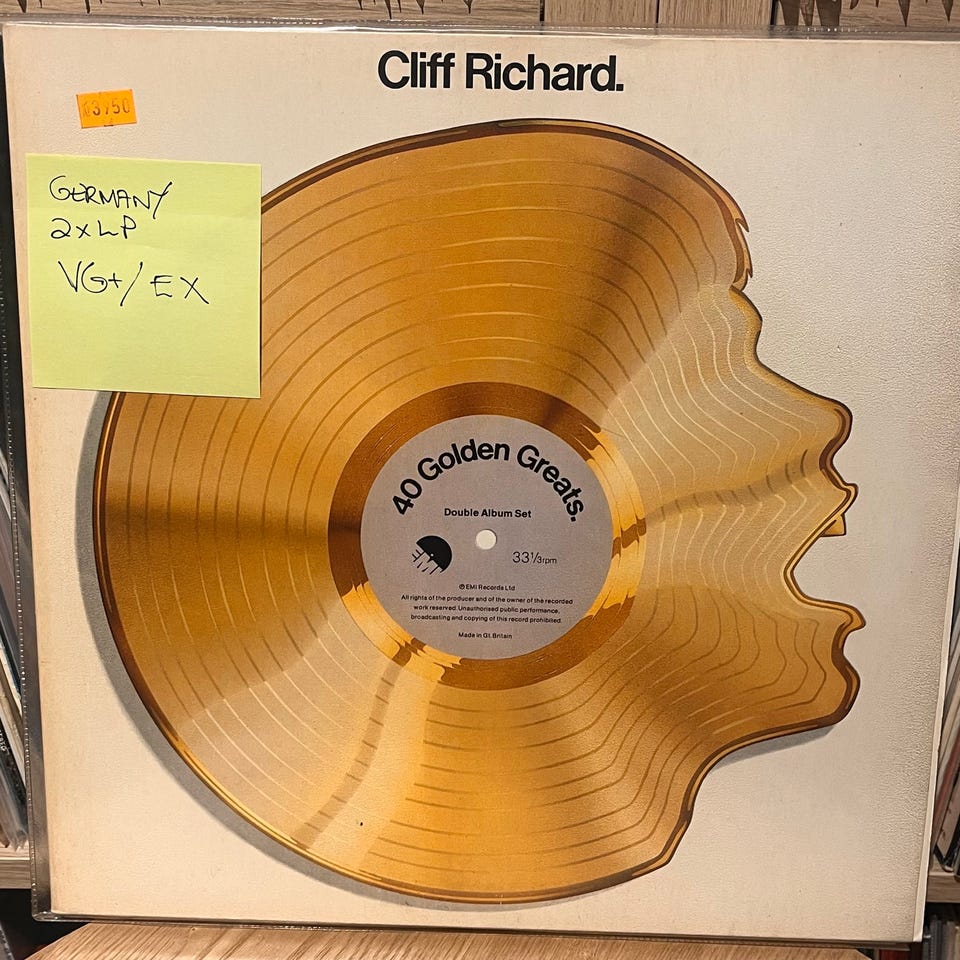 Cliff Richard.
3950
GERMANY
2xLP
VG+/EX
40 Golden Greats.
Double Album Set
EMI
33⅓rpm
℗ EMI Records Ltd
All rights of the producer and of the owner of the recorded
work reserved. Unauthorised public performance,
broadcasting and copying of this record prohibited.
Made in Gt. Britain